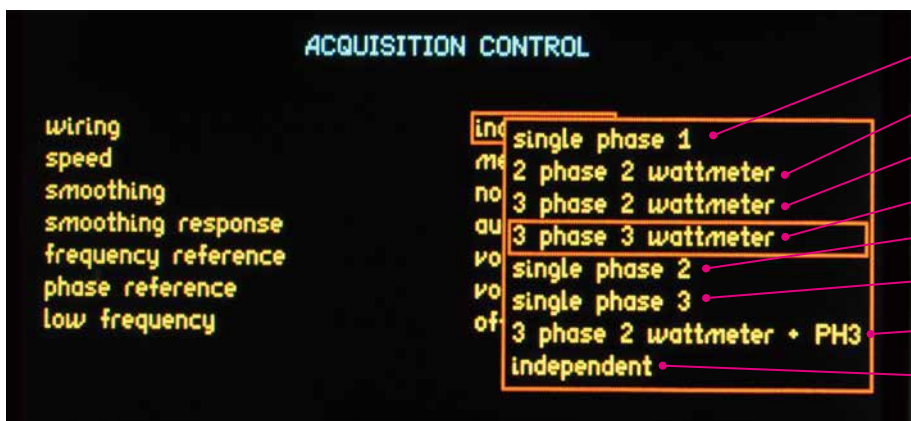 ACQUISITION CONTROL
wiring
speed
smoothing
smoothing response
frequency reference
phase reference
low frequency
single phase 1
2 phase 2 wattmeter
3 phase 2 wattmeter
3 phase 3 wattmeter
single phase 2
single phase 3
3 phase 2 wattmeter + PH3
independent